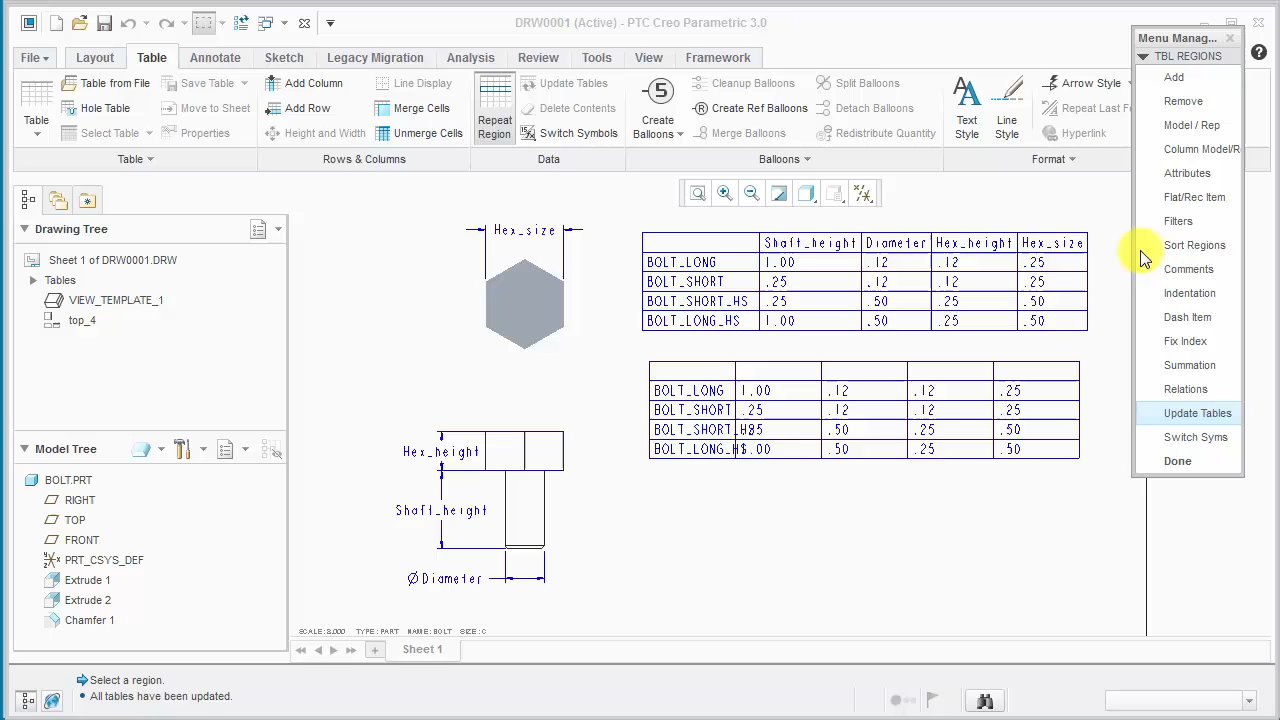 DRW0001 (Active) - PTC Creo Parametric 3.0
Menu Manag...
File Layout Table Annotate Sketch Legacy Migration Analysis Review Tools View Framework
TBL REGIONS
Add
Remove
Model / Rep
Column Model/R
Attributes
Flat/Rec Item
Filters
Sort Regions
Comments
Indentation
Dash Item
Fix Index
Summation
Relations
Update Tables
Switch Syms
Done
Table
Table from File
Hole Table
Select Table
Save Table
Move to Sheet
Properties
Table
Add Column
Add Row
Height and Width
Line Display
Merge Cells
Unmerge Cells
Rows & Columns
Repeat
Region
Update Tables
Delete Contents
Switch Symbols
Data
Create
Balloons
Cleanup Balloons
Create Ref Balloons
Merge Balloons
Split Balloons
Detach Balloons
Redistribute Quantity
Balloons
Text
Style
Line
Style
Arrow Style
Repeat Last F
Hyperlink
Format
Drawing Tree
Sheet 1 of DRW0001.DRW
Tables
VIEW_TEMPLATE_1
top_4
Model Tree
BOLT.PRT
RIGHT
TOP
FRONT
PRT_CSYS_DEF
Extrude 1
Extrude 2
Chamfer 1
Hex_size
Hex_height
Shaft_height
ØDiameter
Shaft_height Diameter Hex_height Hex_size
BOLT_LONG 1.00 .12 .12 .25
BOLT_SHORT .25 .12 .12 .25
BOLT_SHORT_HS .25 .50 .25 .50
BOLT_LONG_HS 1.00 .50 .25 .50
BOLT_LONG 1.00 .12 .12 .25
BOLT_SHORT .25 .12 .12 .25
BOLT_SHORT_HS .25 .50 .25 .50
BOLT_LONG_HS 1.00 .50 .25 .50
SCALE:2.000 TYPE:PART NAME:BOLT SIZE:C
Sheet 1
Select a region.
All tables have been updated.